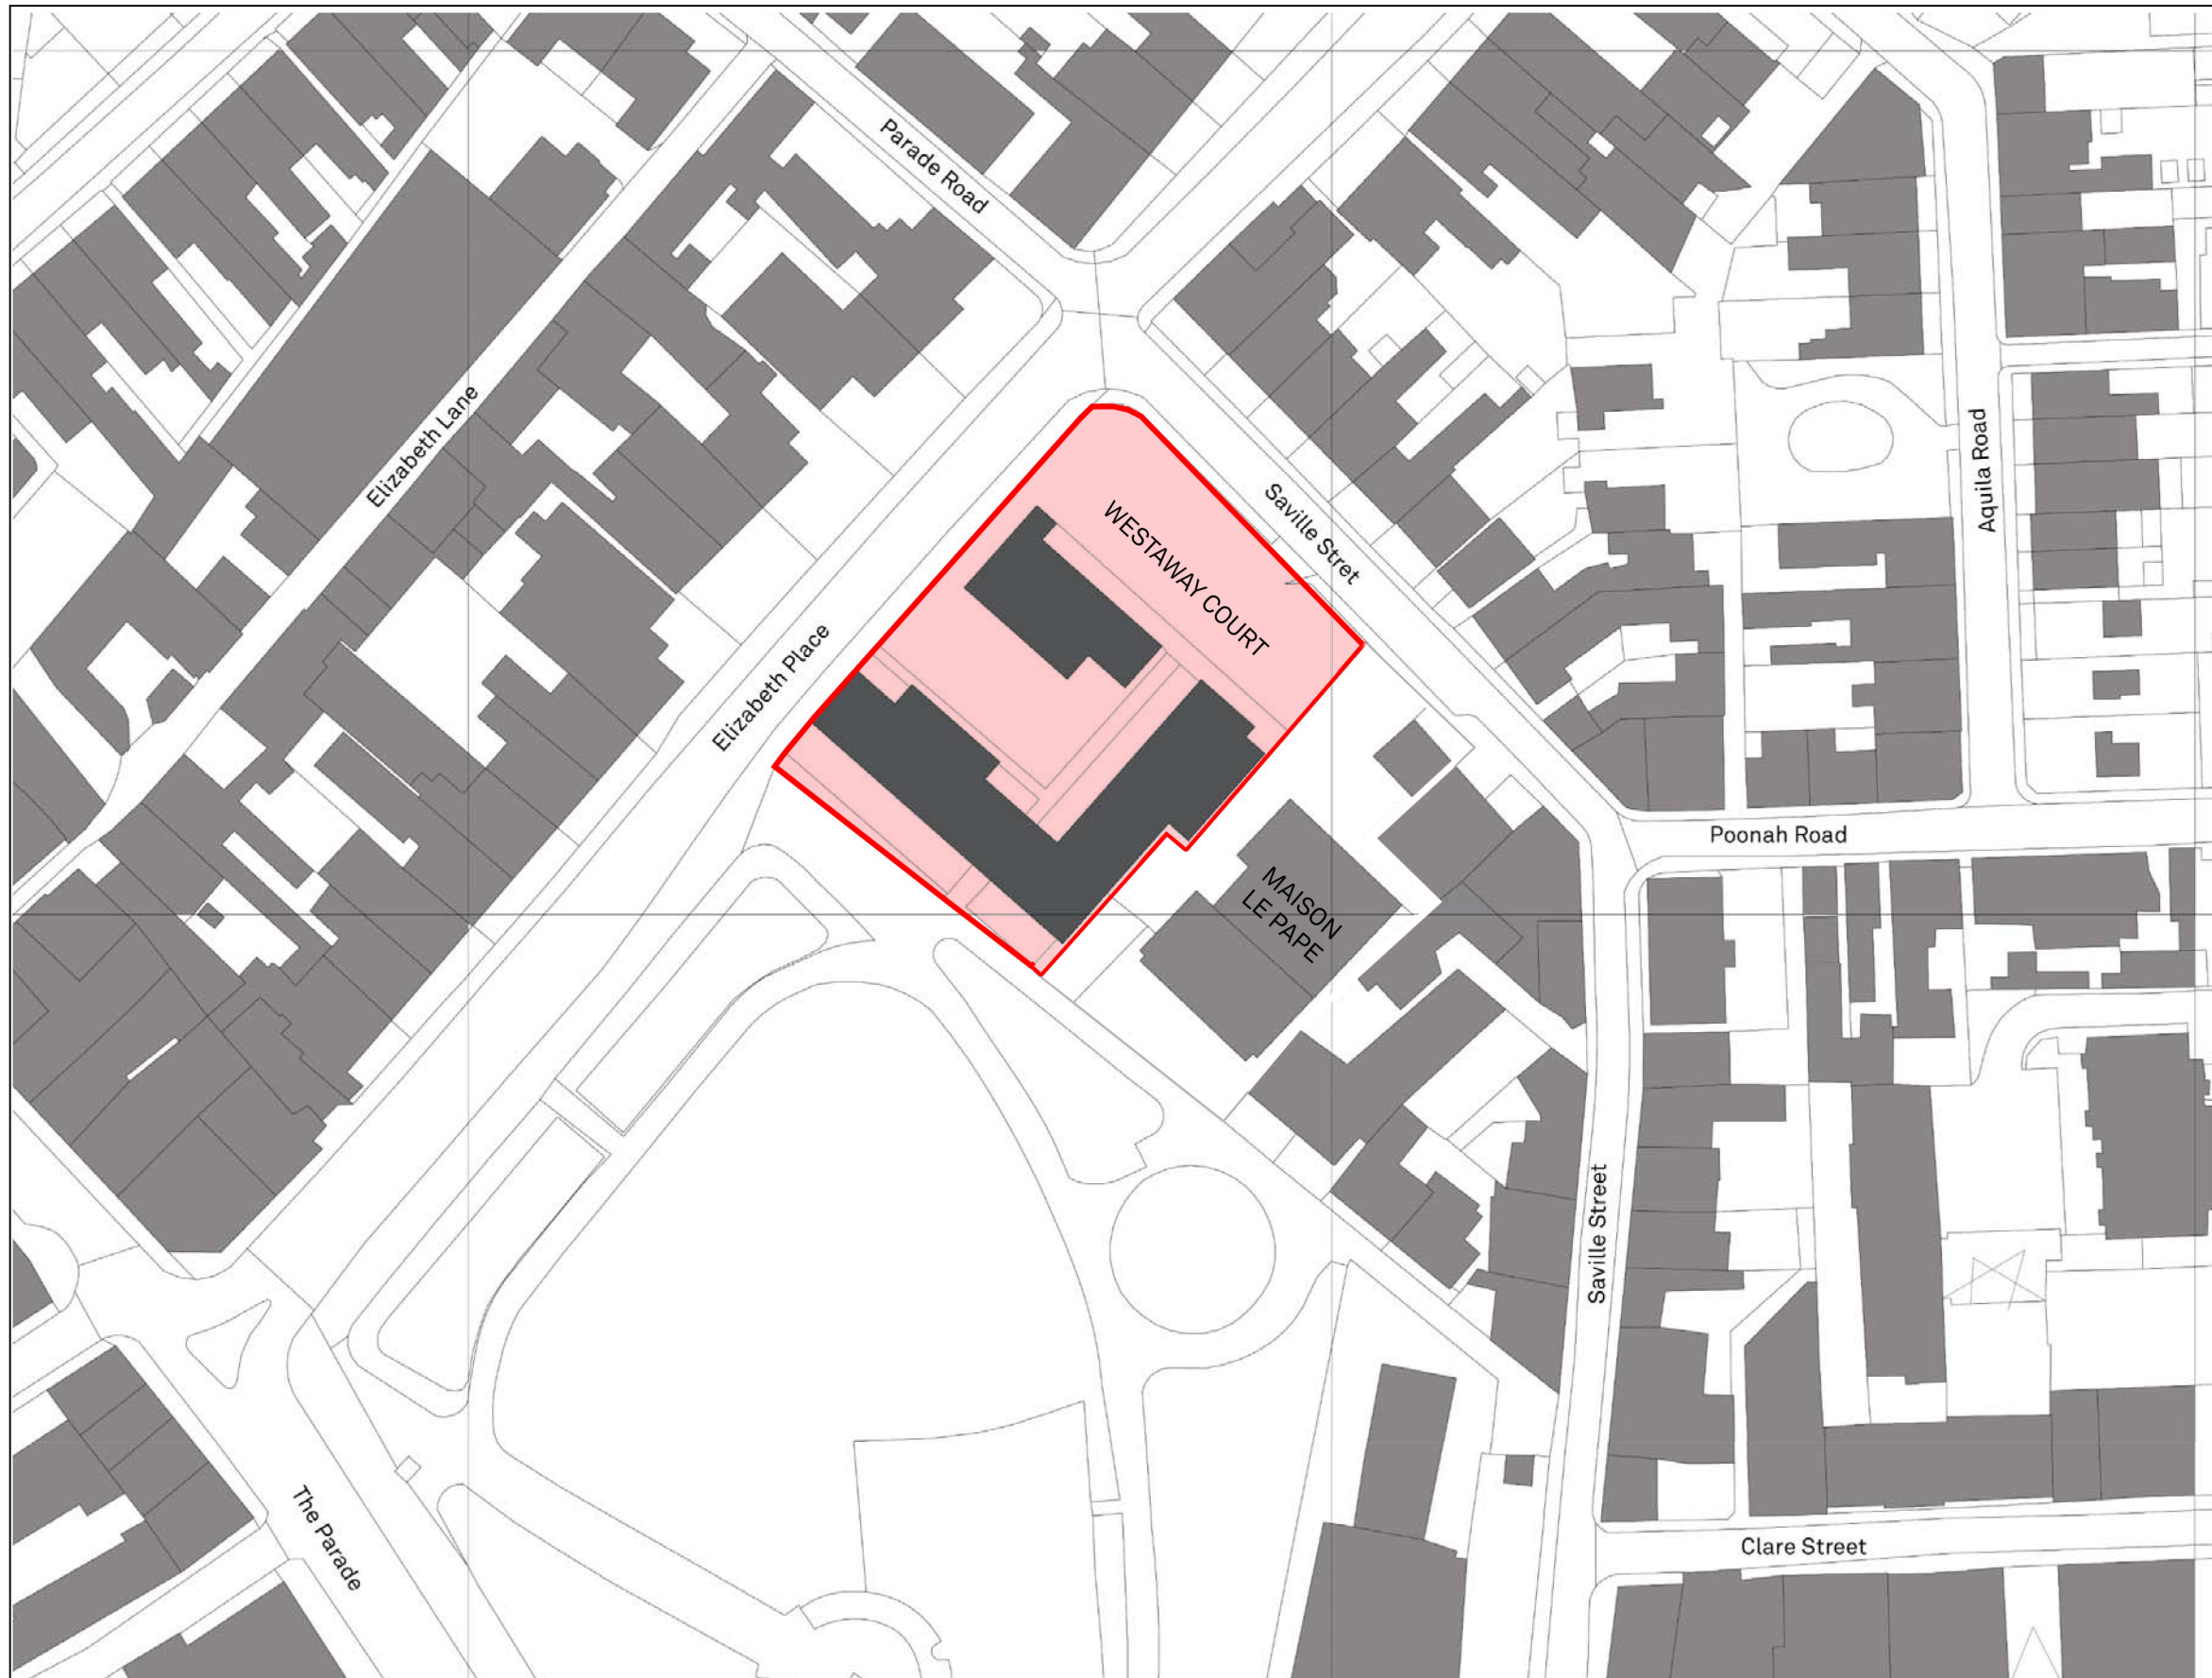 Parade Road
Elizabeth Lane
Saville Stret
WESTAWAY COURT
Aquila Road
Elizabeth Place
Poonah Road
MAISON
LE PAPE
Saville Street
The Parade
Clare Street